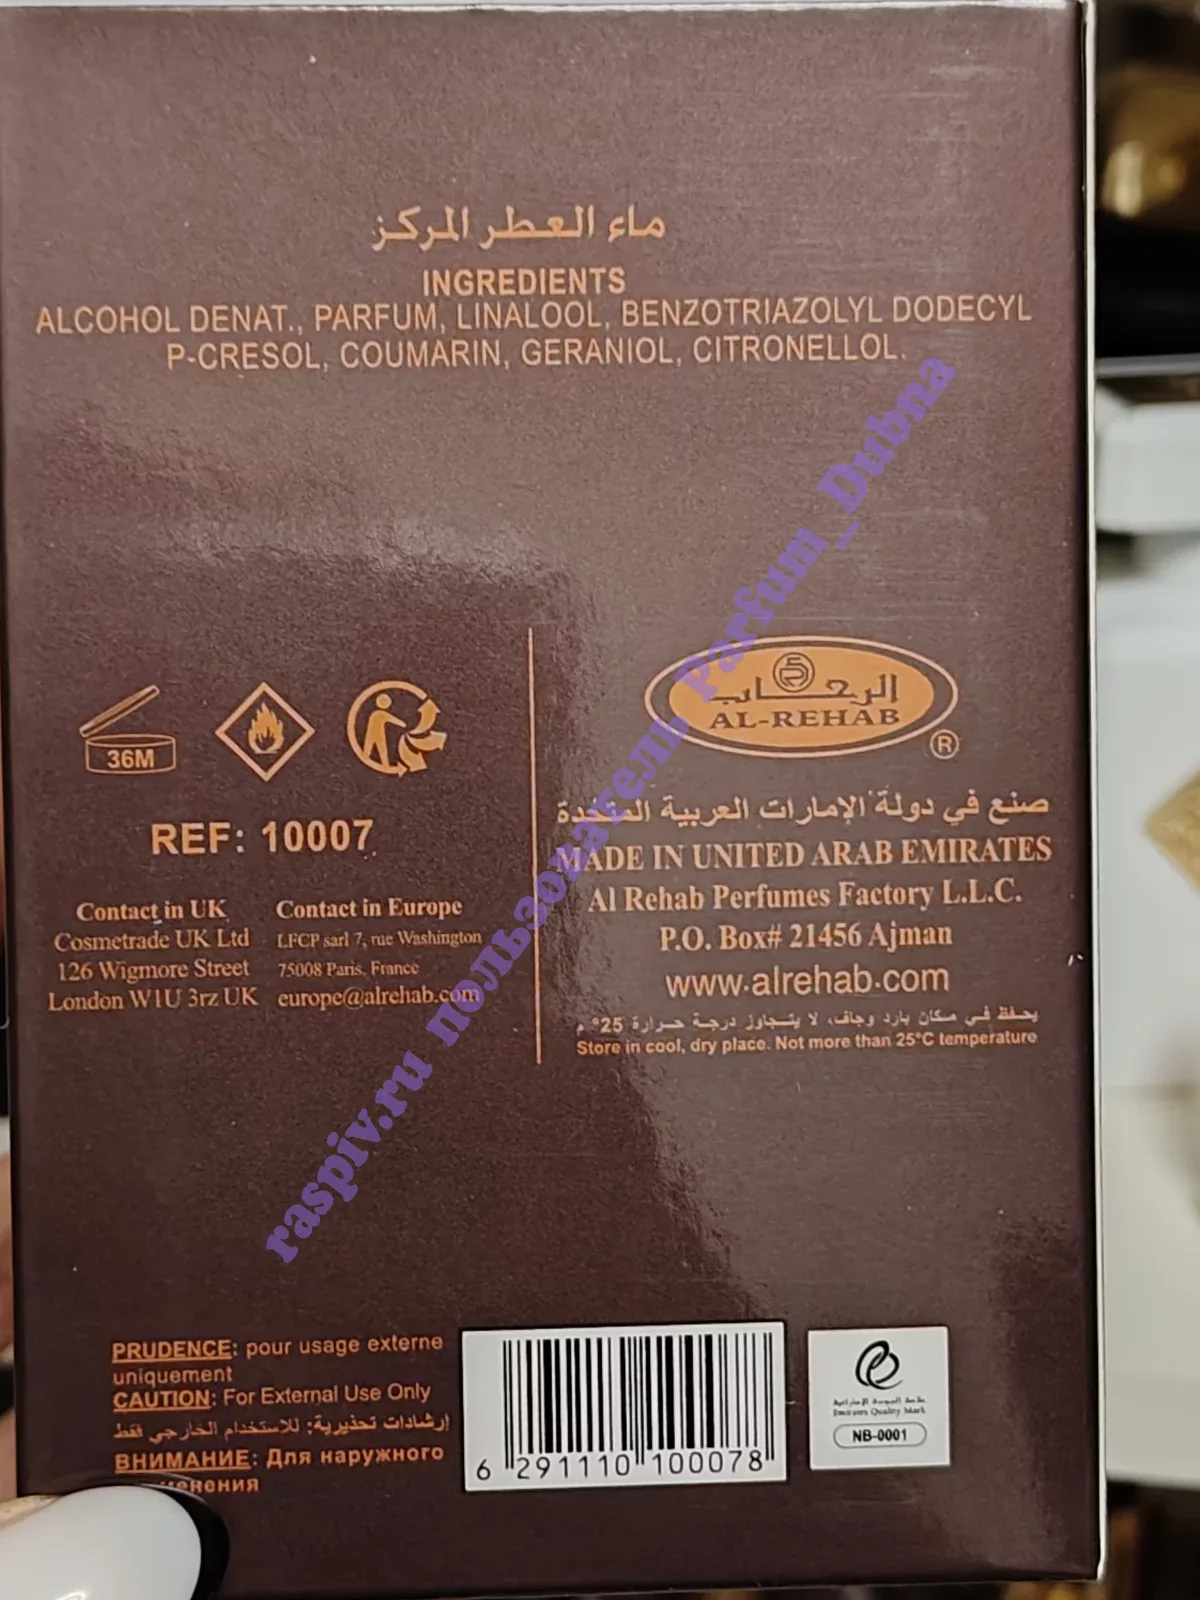 ماء العطر المركز
INGREDIENTS
ALCOHOL DENAT., PARFUM, LINALOOL, BENZOTRIAZOLYL DODECYL
P-CRESOL, COUMARIN, GERANIOL, CITRONELLOL.
36M
REF: 10007
Contact in UK
Cosmetrade UK Ltd
126 Wigmore Street
London W1U 3rz UK
Contact in Europe
LFCP sarl 7, rue Washington
75008 Paris, France
europe@alrehab.com
الرحاب
AL-REHAB
®
صنع في دولة الإمارات العربية المتحدة
MADE IN UNITED ARAB EMIRATES
Al Rehab Perfumes Factory L.L.C.
P.O. Box# 21456 Ajman
www.alrehab.com
يحفظ في مكان بارد وجاف، لا يتجاوز درجة حرارة 25° م
Store in cool, dry place. Not more than 25°C temperature
raspiv.ru пользователь Parfum_Dubna
PRUDENCE: pour usage externe
uniquement
CAUTION: For External Use Only
إرشادات تحذيرية: للاستخدام الخارجي فقط
ВНИМАНИЕ: Для наружного
6 291110 100078
علامة الجودة الإماراتية
Emirates Quality Mark
NB-0001